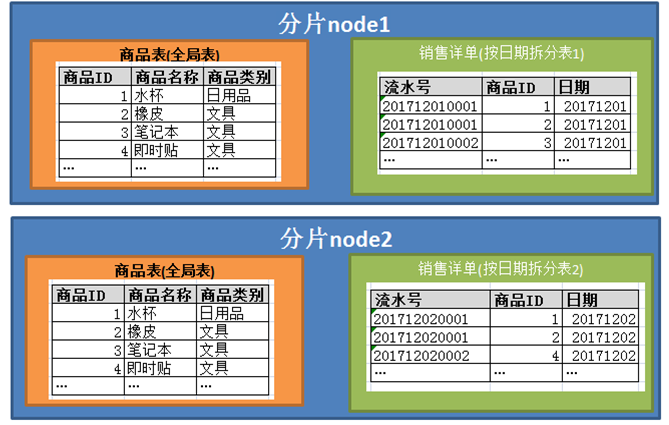 分片node1
商品表(全局表)
商品ID 商品名称 商品类别
1 水杯 日用品
2 橡皮 文具
3 笔记本 文具
4 即时贴 文具
… … …
销售详单(按日期拆分表1)
流水号 商品ID 日期
201712010001 1 20171201
201712010001 2 20171201
201712010002 3 20171201
… … …
分片node2
商品表(全局表)
商品ID 商品名称 商品类别
1 水杯 日用品
2 橡皮 文具
3 笔记本 文具
4 即时贴 文具
… … …
销售详单(按日期拆分表2)
流水号 商品ID 日期
201712020001 1 20171202
201712020001 2 20171202
201712020002 4 20171202
… … …